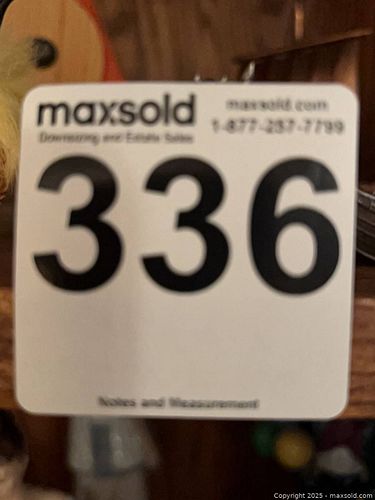 maxsold
maxsold.com
Downsizing and Estate Sales
1-877-257-7799
336
Notes and Measurement
Copyright 2025 - maxsold.com